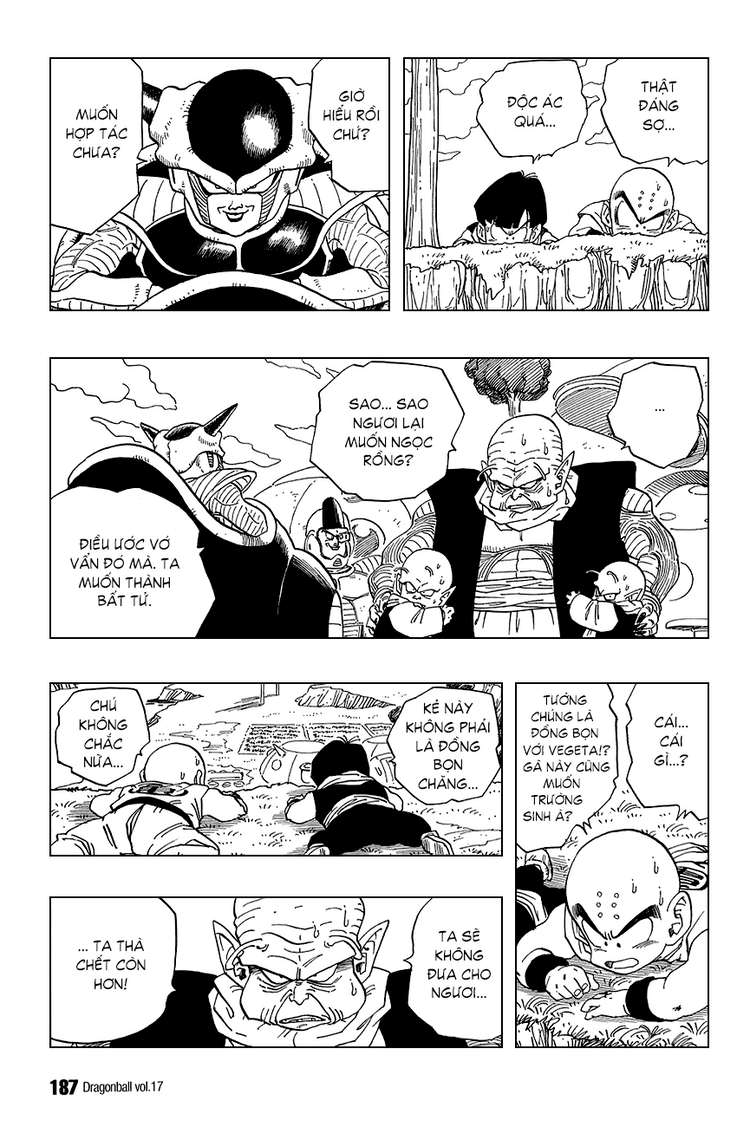 THẬT
ĐÁNG
SỢ...
ĐỘC ÁC
QUÁ...
GIỜ
HIỂU RỒI
CHỨ?
MUỐN
HỢP TÁC
CHƯA?
...
SAO... SAO
NGƯƠI LẠI
MUỐN NGỌC
RỒNG?
ĐIỀU ƯỚC VỚ
VẨN ĐÓ MÀ. TA
MUỐN THÀNH
BẤT TỬ.
CÁI...
CÁI
GÌ...?
TƯỞNG
CHÚNG LÀ
ĐỒNG BỌN
VỚI VEGETA!?
GÃ NÀY CŨNG
MUỐN
TRƯỜNG
SINH Á?
KẺ NÀY
KHÔNG PHẢI
LÀ ĐỒNG
BỌN
CHĂNG...
CHÚ
KHÔNG
CHẮC
NỮA...
TA SẼ
KHÔNG
ĐƯA CHO
NGƯƠI...
... TA THÀ
CHẾT CÒN
HƠN!
187 Dragonball vol.17